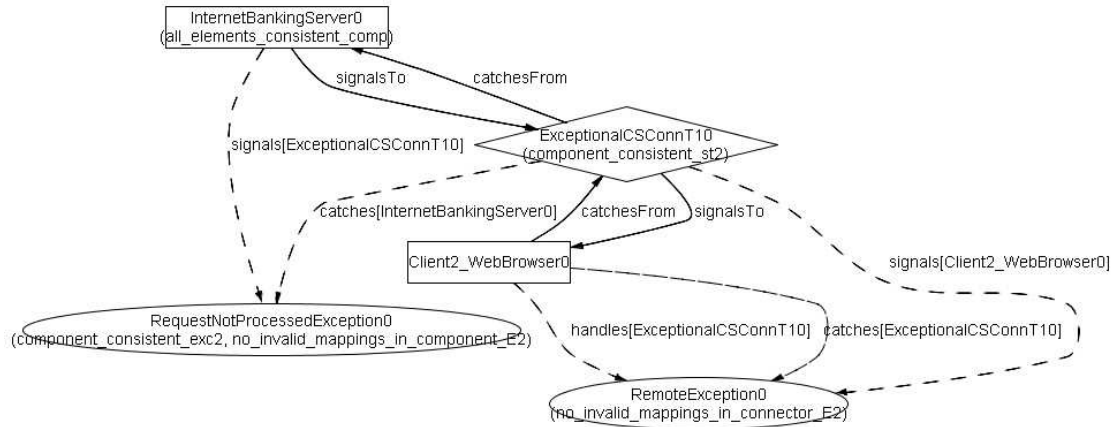 InternetBankingServer0
(all_elements_consistent_comp)
signalsTo
catchesFrom
ExceptionalCSConnT10
(component_consistent_st2)
signals[ExceptionalCSConnT10]
catches[InternetBankingServer0]
catchesFrom
signalsTo
Client2_WebBrowser0
signals[Client2_WebBrowser0]
RequestNotProcessedException0
(component_consistent_exc2, no_invalid_mappings_in_component_E2)
handles[ExceptionalCSConnT10]
catches[ExceptionalCSConnT10]
RemoteException0
(no_invalid_mappings_in_connector_E2)